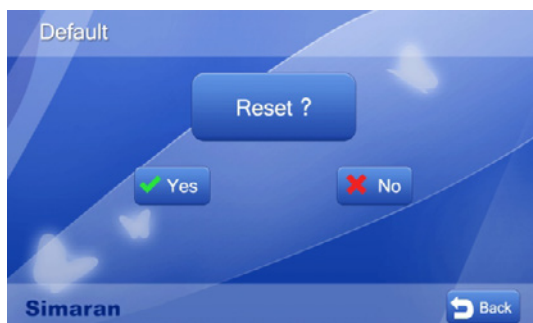 Default
Reset ?
Yes
No
Simaran
Back